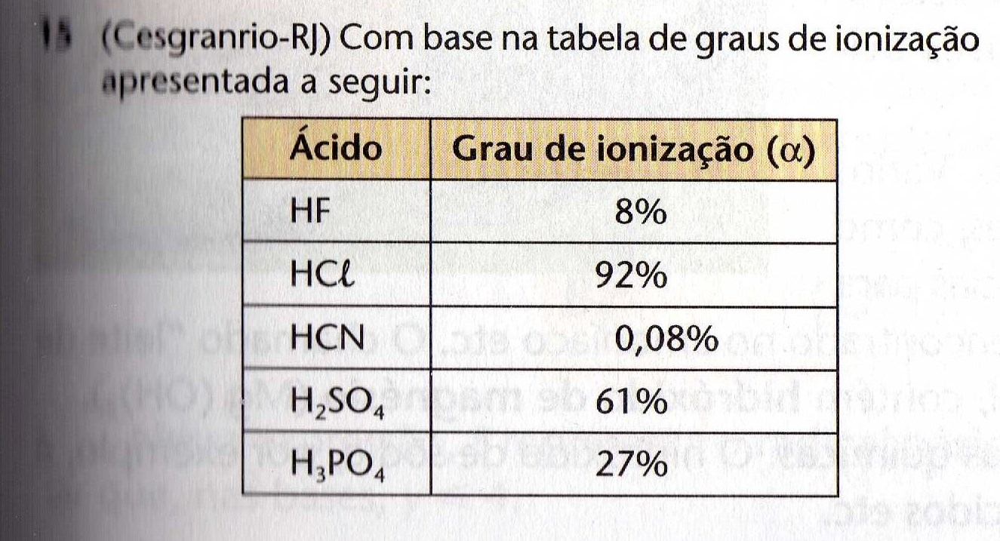 15 (Cesgranrio-RJ) Com base na tabela de graus de ionização
apresentada a seguir:
Ácido Grau de ionização (α)
HF 8%
HCℓ 92%
HCN 0,08%
H₂SO₄ 61%
H₃PO₄ 27%